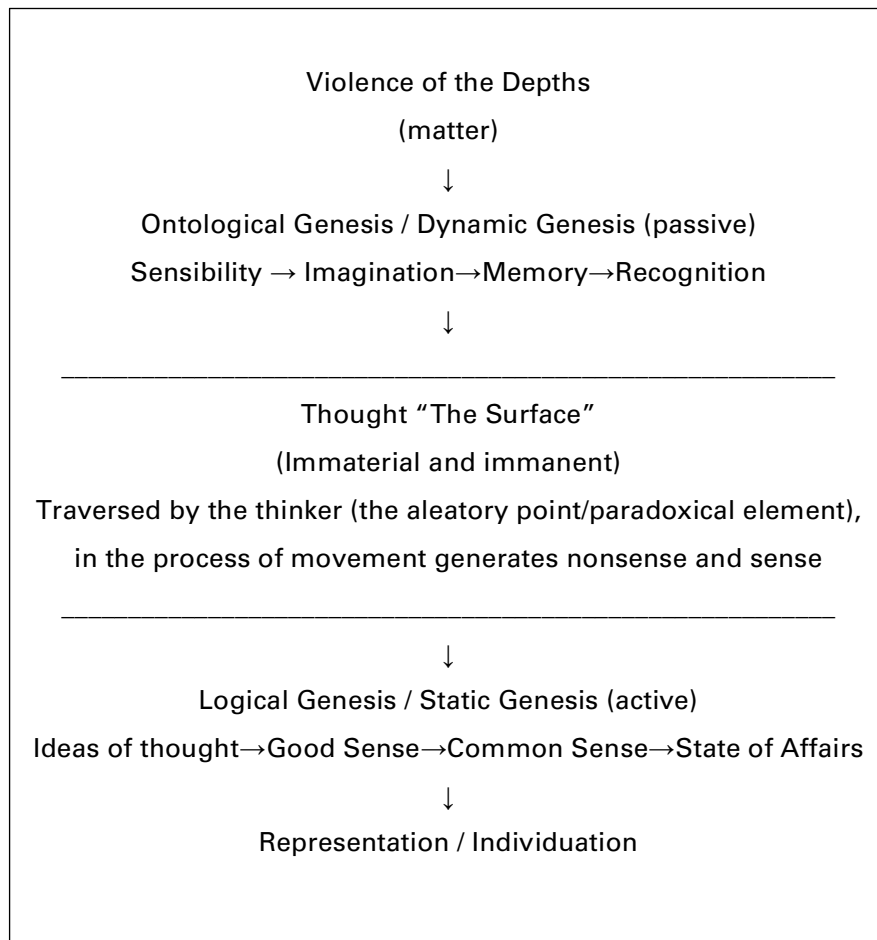 Violence of the Depths
(matter)
↓
Ontological Genesis / Dynamic Genesis (passive)
Sensibility → Imagination→Memory→Recognition
↓
Thought “The Surface”
(Immaterial and immanent)
Traversed by the thinker (the aleatory point/paradoxical element),
in the process of movement generates nonsense and sense
↓
Logical Genesis / Static Genesis (active)
Ideas of thought→Good Sense→Common Sense→State of Affairs
↓
Representation / Individuation